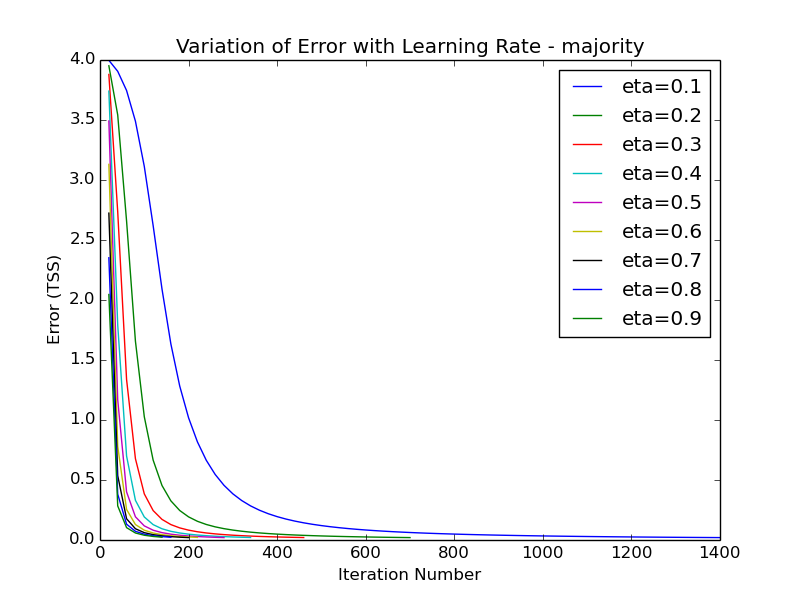 Variation of Error with Learning Rate - majority
4.0
3.5
3.0
2.5
2.0
1.5
1.0
0.5
0.0
Error (TSS)
eta=0.1
eta=0.2
eta=0.3
eta=0.4
eta=0.5
eta=0.6
eta=0.7
eta=0.8
eta=0.9
0 200 400 600 800 1000 1200 1400
Iteration Number